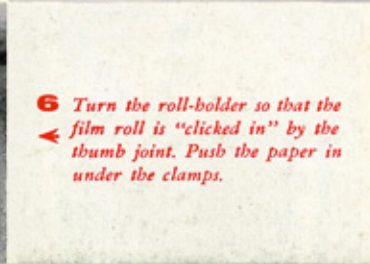 6 Turn the roll-holder so that the
film roll is "clicked in" by the
thumb joint. Push the paper in
under the clamps.